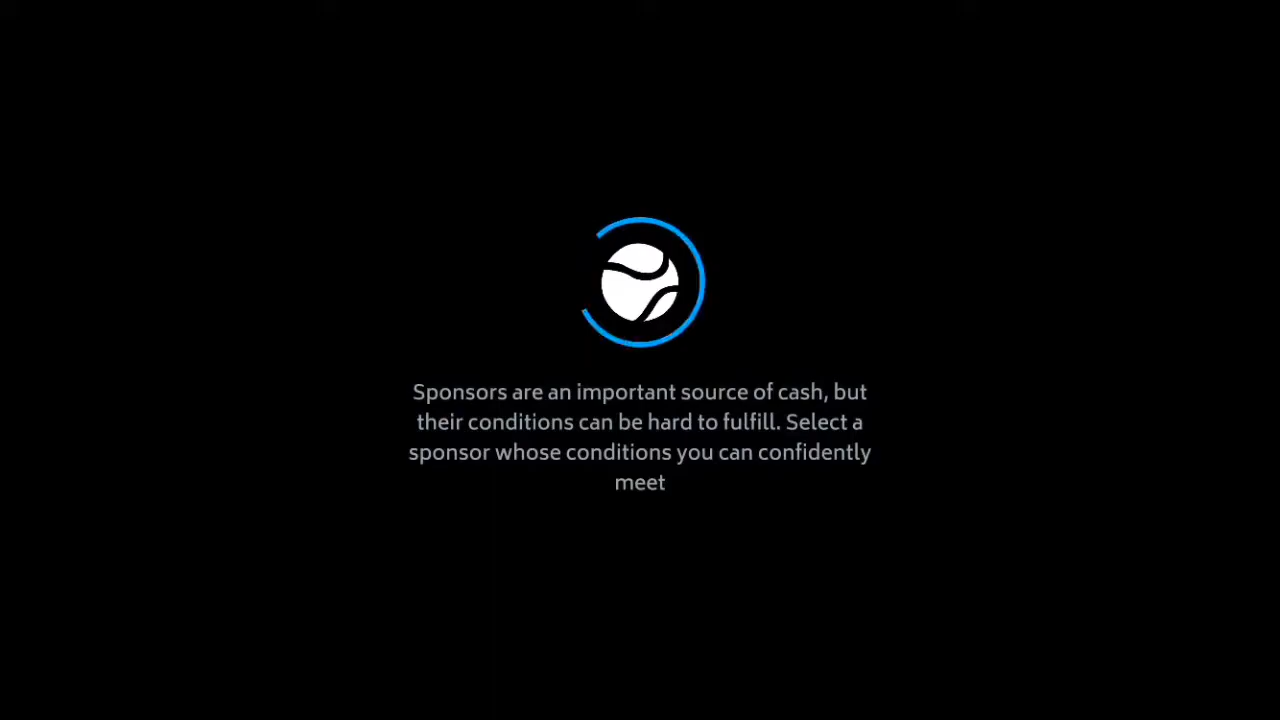 Sponsors are an important source of cash, but
their conditions can be hard to fulfill. Select a
sponsor whose conditions you can confidently
meet